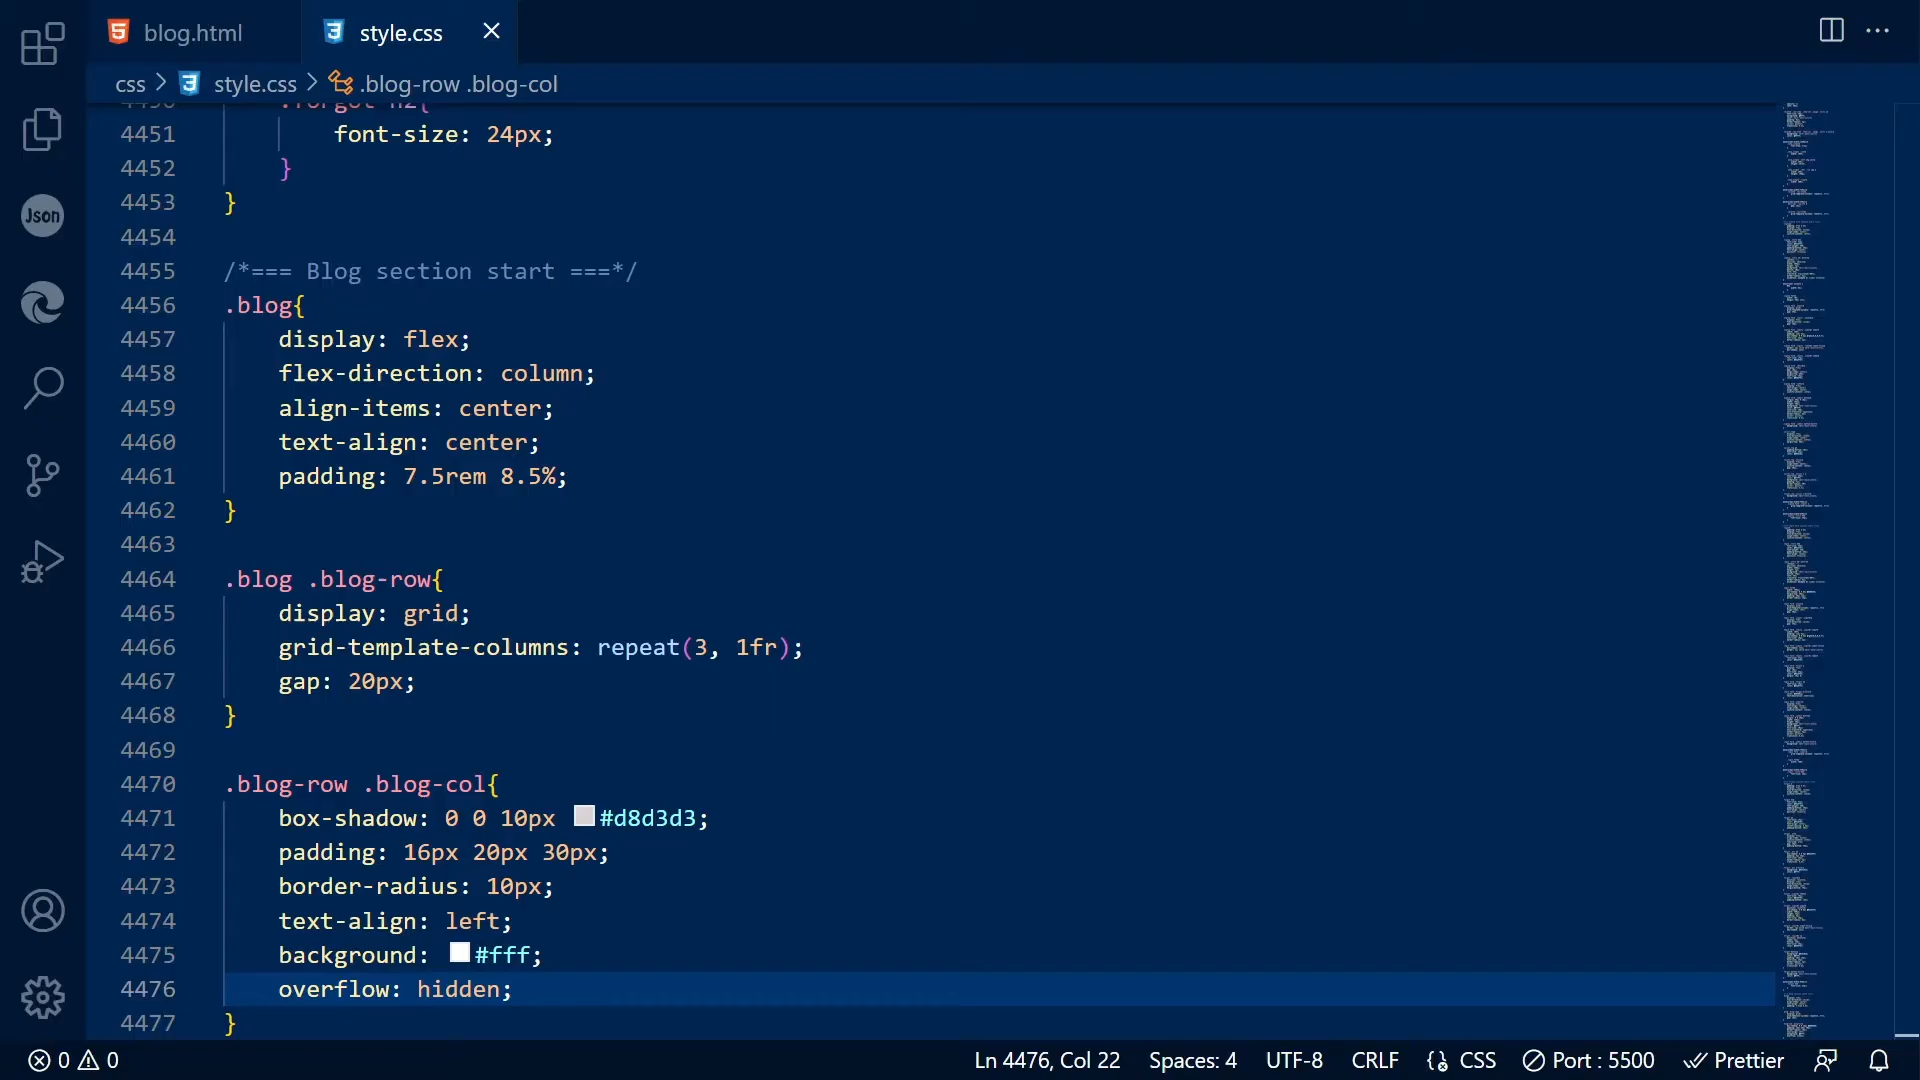 blog.html
style.css
css > style.css > .blog-row .blog-col
Json
4450 .forgot h2{
4451 font-size: 24px;
4452 }
4453 }
4454
4455 /*=== Blog section start ===*/
4456 .blog{
4457 display: flex;
4458 flex-direction: column;
4459 align-items: center;
4460 text-align: center;
4461 padding: 7.5rem 8.5%;
4462 }
4463
4464 .blog .blog-row{
4465 display: grid;
4466 grid-template-columns: repeat(3, 1fr);
4467 gap: 20px;
4468 }
4469
4470 .blog-row .blog-col{
4471 box-shadow: 0 0 10px #d8d3d3;
4472 padding: 16px 20px 30px;
4473 border-radius: 10px;
4474 text-align: left;
4475 background: #fff;
4476 overflow: hidden;
4477 }
0 0 Ln 4476, Col 22 Spaces: 4 UTF-8 CRLF CSS Port : 5500 Prettier